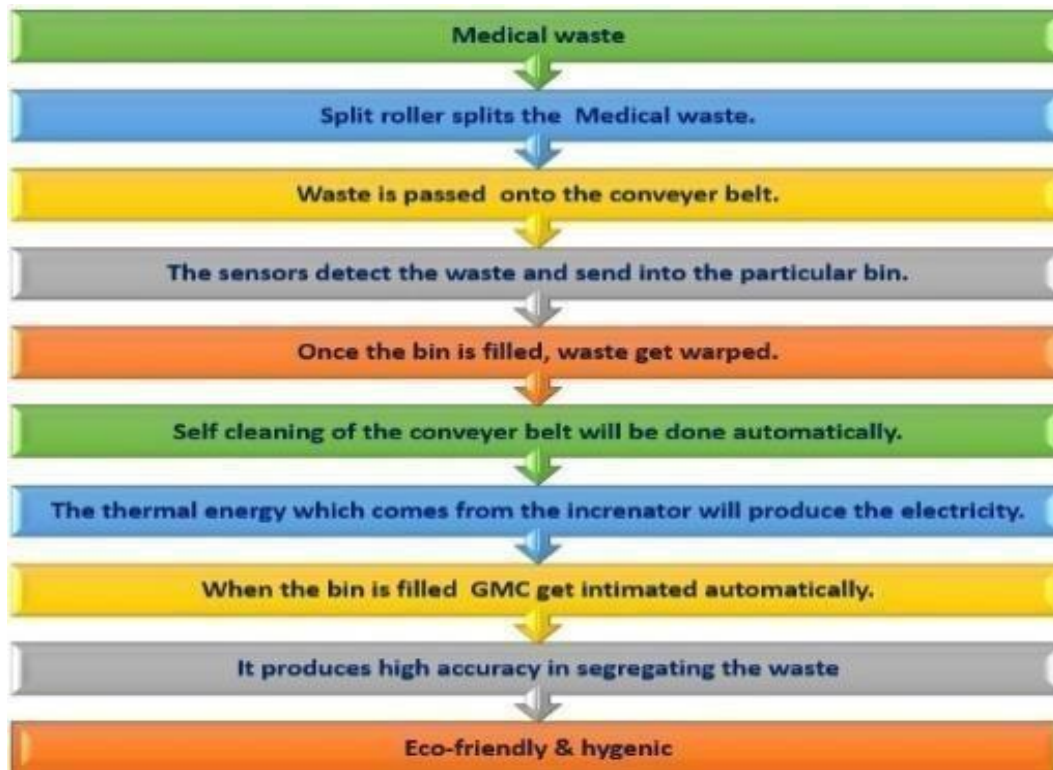 Medical waste
Split roller splits the Medical waste.
Waste is passed onto the conveyer belt.
The sensors detect the waste and send into the particular bin.
Once the bin is filled, waste get warped.
Self cleaning of the conveyer belt will be done automatically.
The thermal energy which comes from the increnator will produce the electricity.
When the bin is filled GMC get intimated automatically.
It produces high accuracy in segregating the waste
Eco-friendly & hygenic